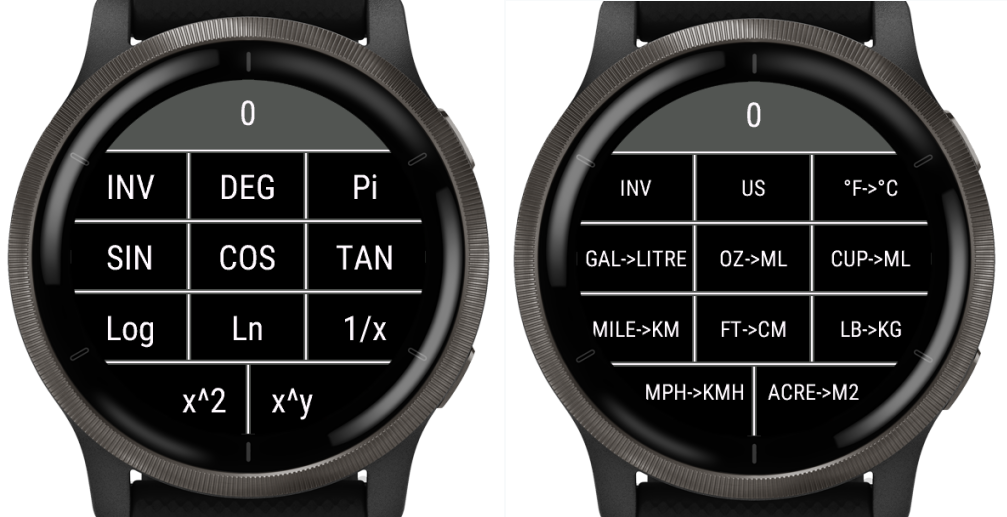 0
INV DEG Pi
SIN COS TAN
Log Ln 1/x
x^2 x^y
0
INV US °F->°C
GAL->LITRE OZ->ML CUP->ML
MILE->KM FT->CM LB->KG
MPH->KMH ACRE->M2